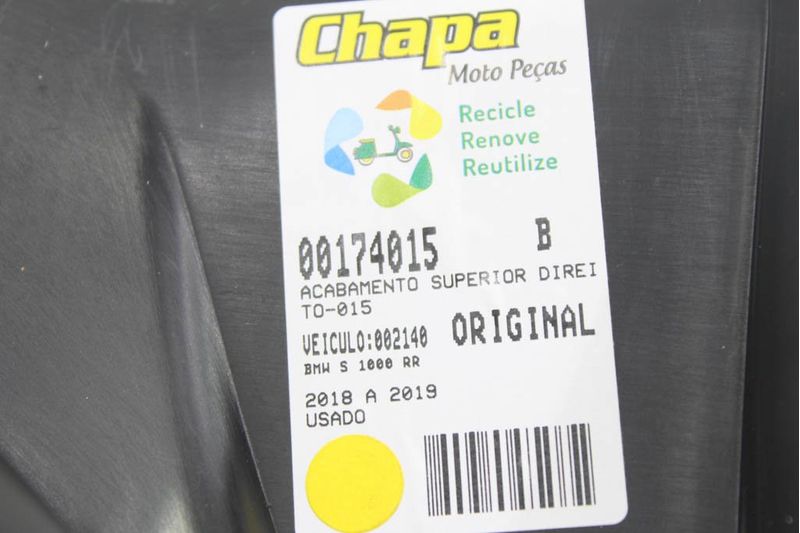 Chapa
Moto Peças
Recicle
Renove
Reutilize
00174015 B
ACABAMENTO SUPERIOR DIREI
TO-015
VEICULO:002140 ORIGINAL
BMW S 1000 RR
2018 A 2019
USADO